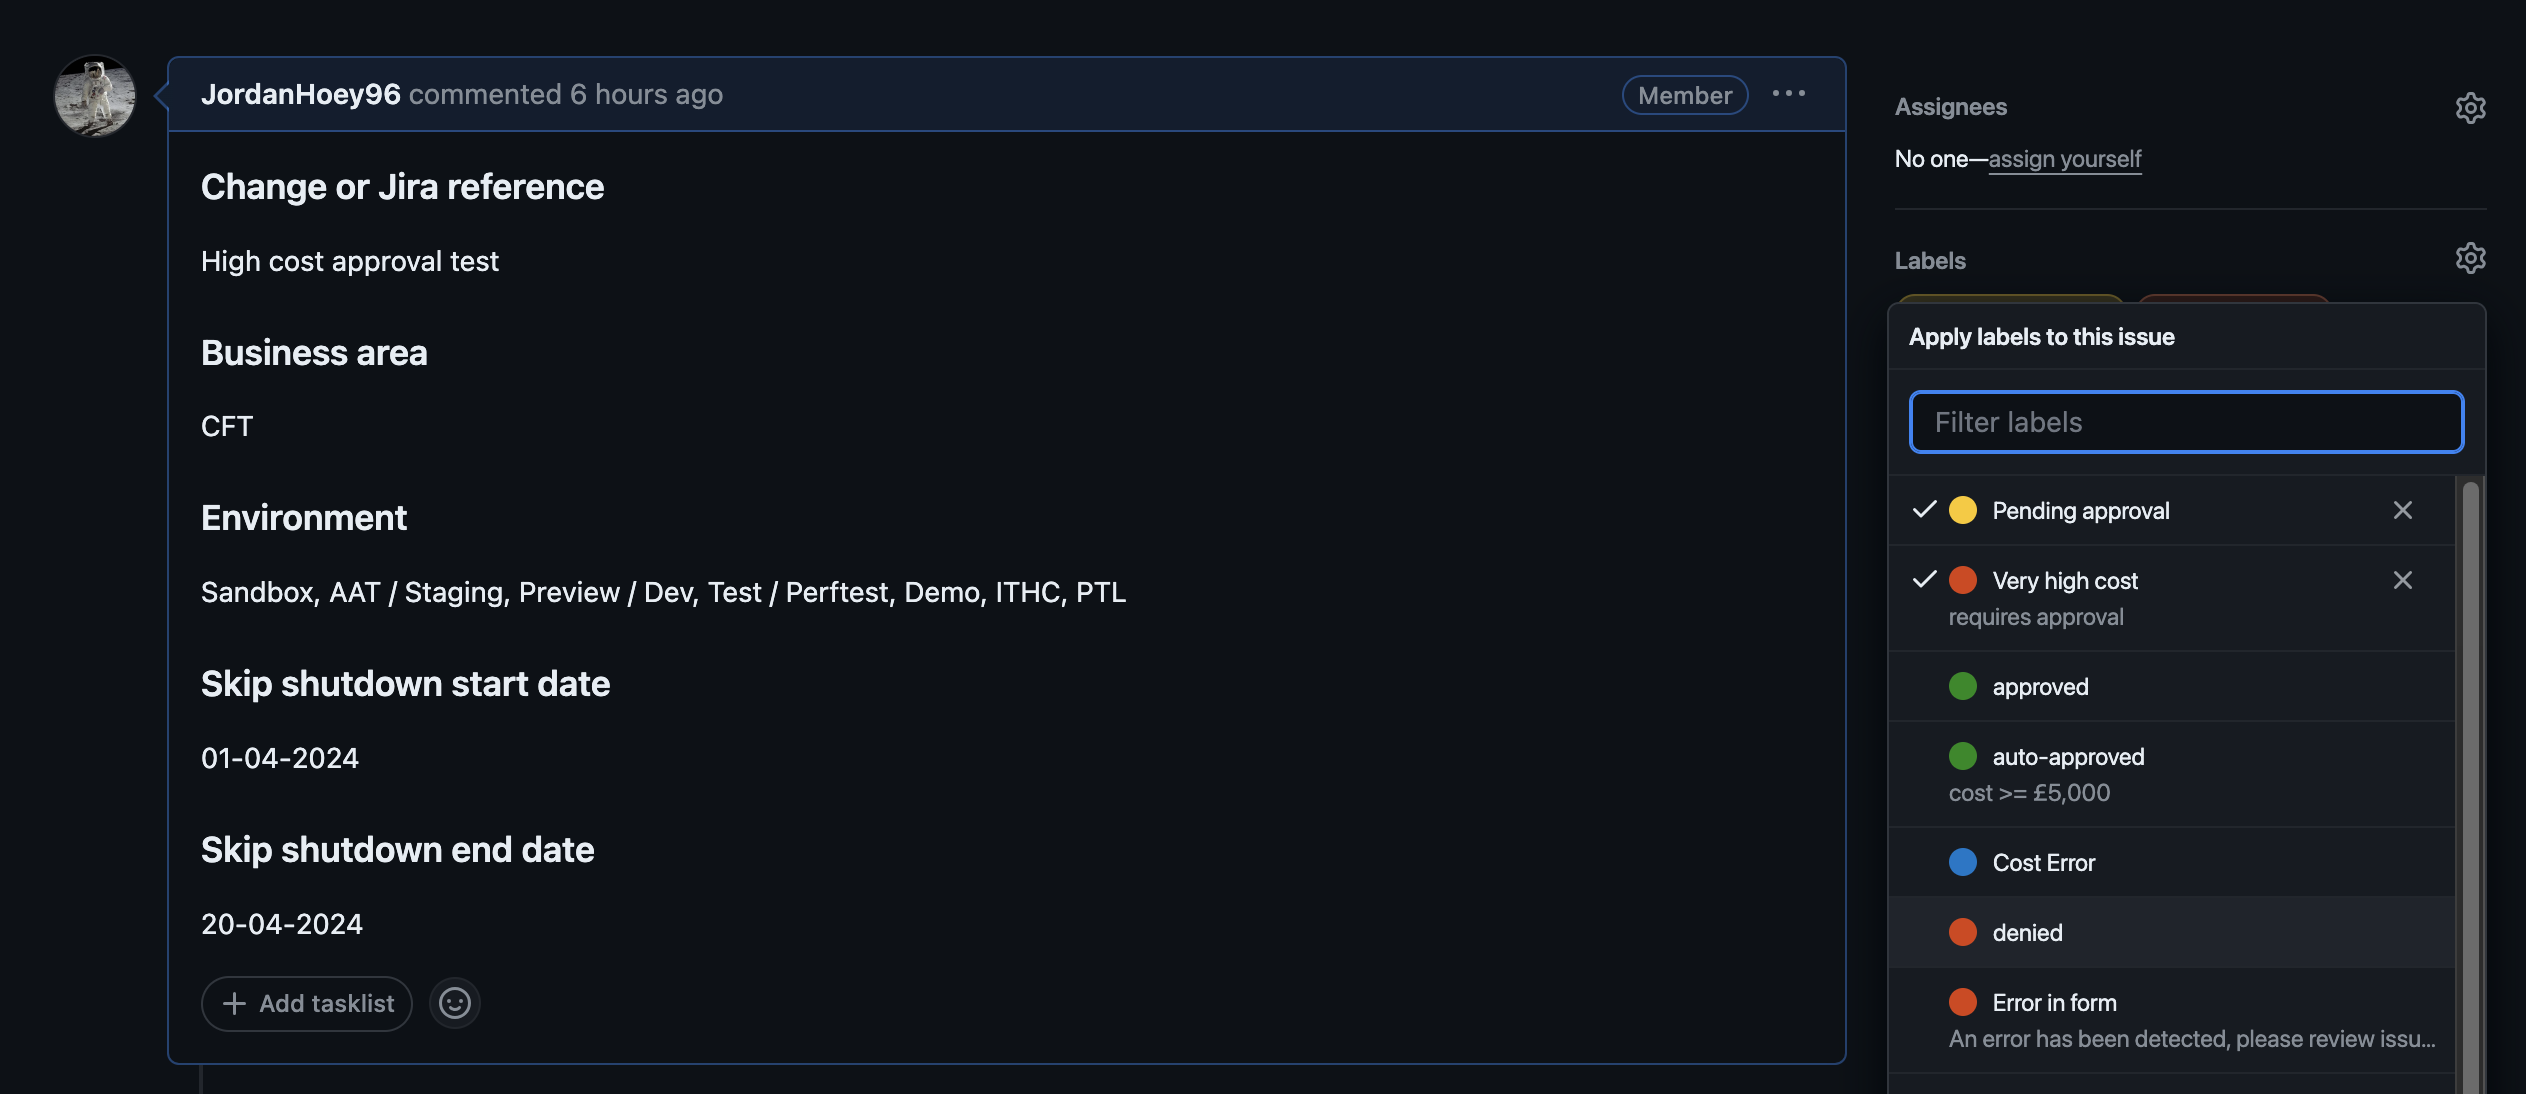 JordanHoey96 commented 6 hours ago
Member
Change or Jira reference
High cost approval test
Business area
CFT
Environment
Sandbox, AAT / Staging, Preview / Dev, Test / Perftest, Demo, ITHC, PTL
Skip shutdown start date
01-04-2024
Skip shutdown end date
20-04-2024
Add tasklist
Assignees
No one—assign yourself
Labels
Apply labels to this issue
Filter labels
Pending approval
Very high cost
requires approval
approved
auto-approved
cost >= £5,000
Cost Error
denied
Error in form
An error has been detected, please review issu...